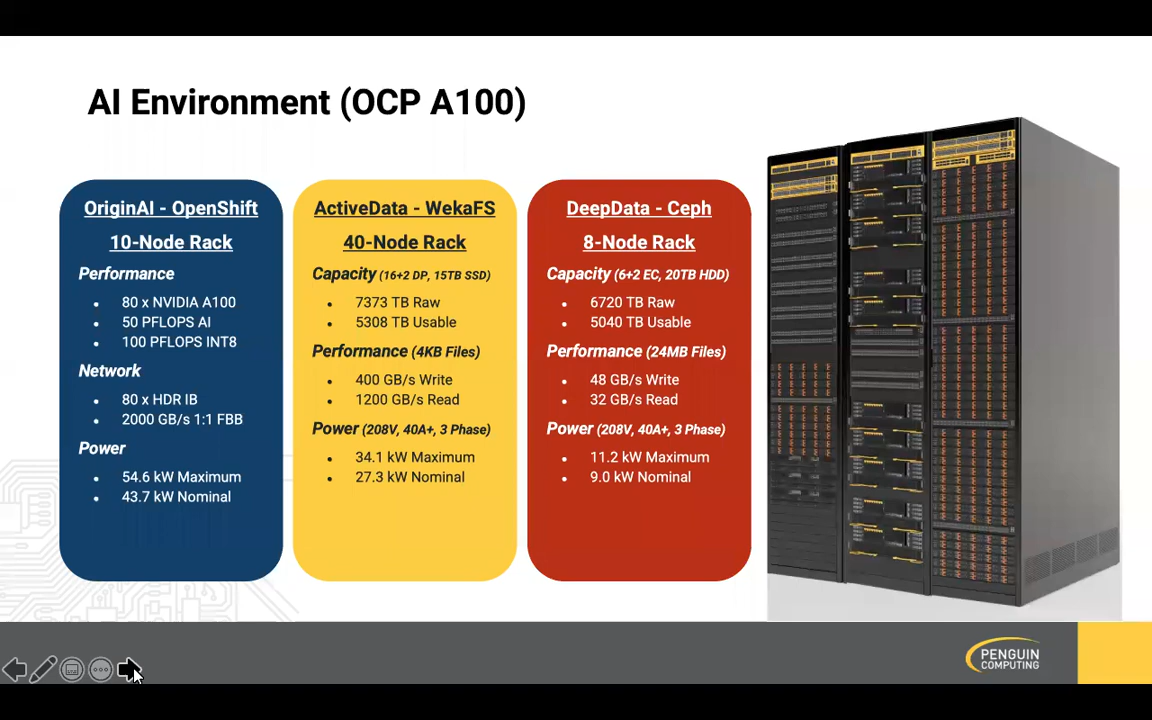 AI Environment (OCP A100)
OriginAI - OpenShift
10-Node Rack
Performance
• 80 x NVIDIA A100
• 50 PFLOPS AI
• 100 PFLOPS INT8
Network
• 80 x HDR IB
• 2000 GB/s 1:1 FBB
Power
• 54.6 kW Maximum
• 43.7 kW Nominal
ActiveData - WekaFS
40-Node Rack
Capacity (16+2 DP, 15TB SSD)
• 7373 TB Raw
• 5308 TB Usable
Performance (4KB Files)
• 400 GB/s Write
• 1200 GB/s Read
Power (208V, 40A+, 3 Phase)
• 34.1 kW Maximum
• 27.3 kW Nominal
DeepData - Ceph
8-Node Rack
Capacity (6+2 EC, 20TB HDD)
• 6720 TB Raw
• 5040 TB Usable
Performance (24MB Files)
• 48 GB/s Write
• 32 GB/s Read
Power (208V, 40A+, 3 Phase)
• 11.2 kW Maximum
• 9.0 kW Nominal
PENGUIN
COMPUTING